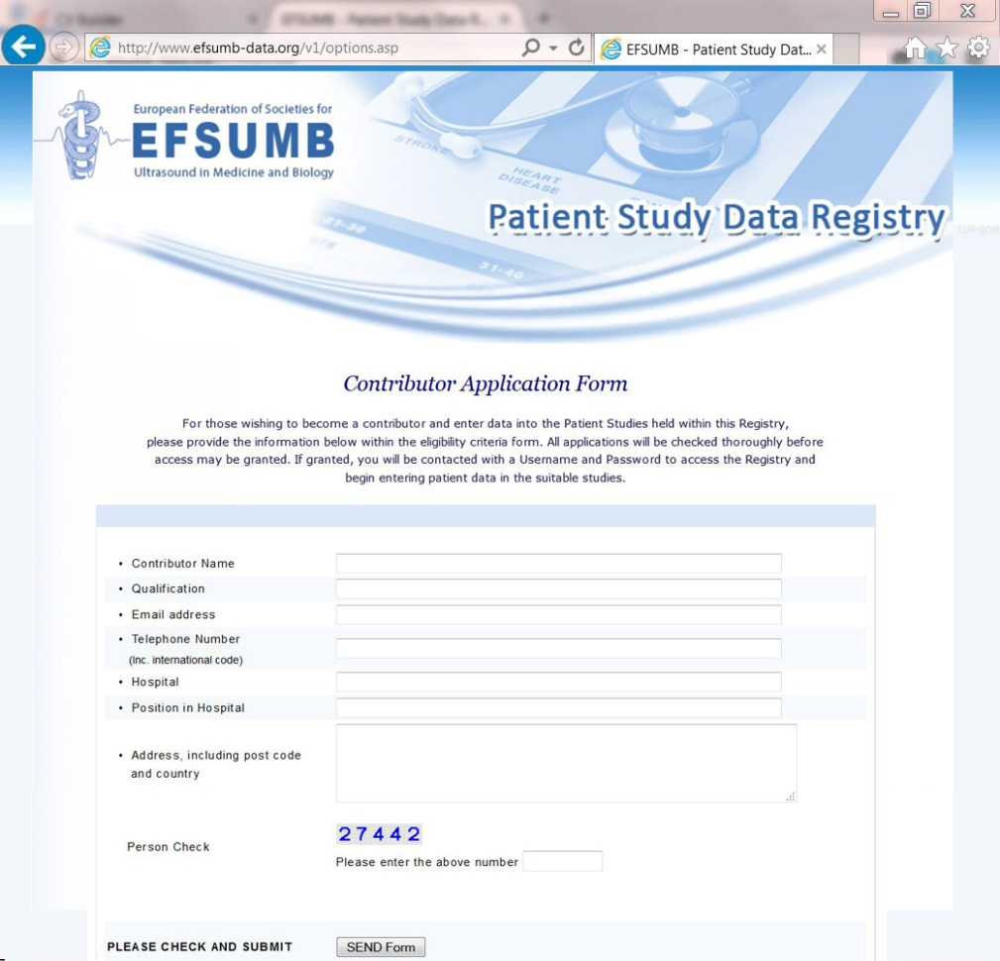 http://www.efsumb-data.org/v1/options.asp
EFSUMB - Patient Study Dat...
European Federation of Societies for
EFSUMB
Ultrasound in Medicine and Biology
STROKE
HEART
DISEASE
Patient Study Data Registry
21-30
31-40
Contributor Application Form
For those wishing to become a contributor and enter data into the Patient Studies held within this Registry,
please provide the information below within the eligibility criteria form. All applications will be checked thoroughly before
access may be granted. If granted, you will be contacted with a Username and Password to access the Registry and
begin entering patient data in the suitable studies.
• Contributor Name
• Qualification
• Email address
• Telephone Number
(Inc. international code)
• Hospital
• Position in Hospital
• Address, including post code
and country
27442
Person Check
Please enter the above number
PLEASE CHECK AND SUBMIT
SEND Form